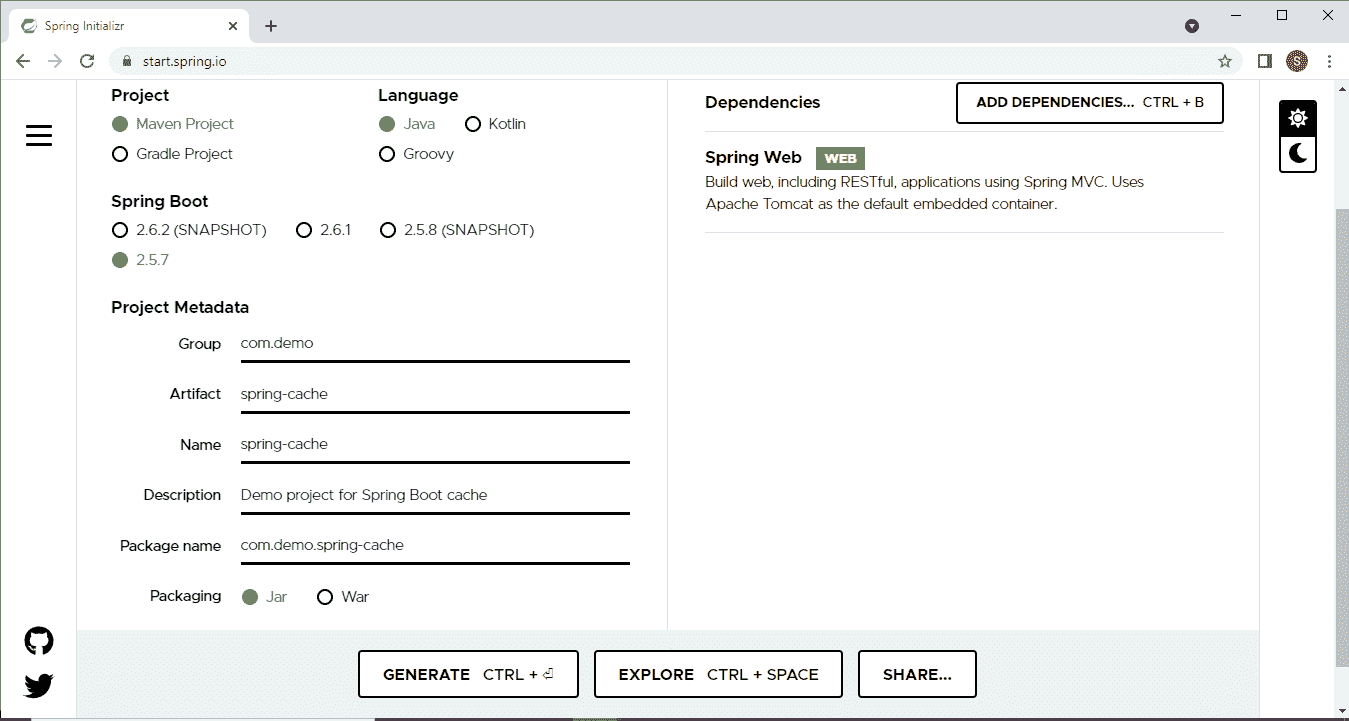 Spring Initializr
start.spring.io
Project
Maven Project
Gradle Project
Language
Java Kotlin
Groovy
Spring Boot
2.6.2 (SNAPSHOT) 2.6.1 2.5.8 (SNAPSHOT)
2.5.7
Project Metadata
Group com.demo
Artifact spring-cache
Name spring-cache
Description Demo project for Spring Boot cache
Package name com.demo.spring-cache
Packaging Jar War
Dependencies ADD DEPENDENCIES... CTRL + B
Spring Web WEB
Build web, including RESTful, applications using Spring MVC. Uses
Apache Tomcat as the default embedded container.
GENERATE CTRL + ⏎ EXPLORE CTRL + SPACE SHARE...